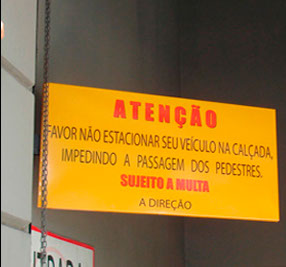 ATENÇÃO
FAVOR NÃO ESTACIONAR SEU VEÍCULO NA CALÇADA,
IMPEDINDO A PASSAGEM DOS PEDESTRES.
SUJEITO A MULTA
A DIREÇÃO